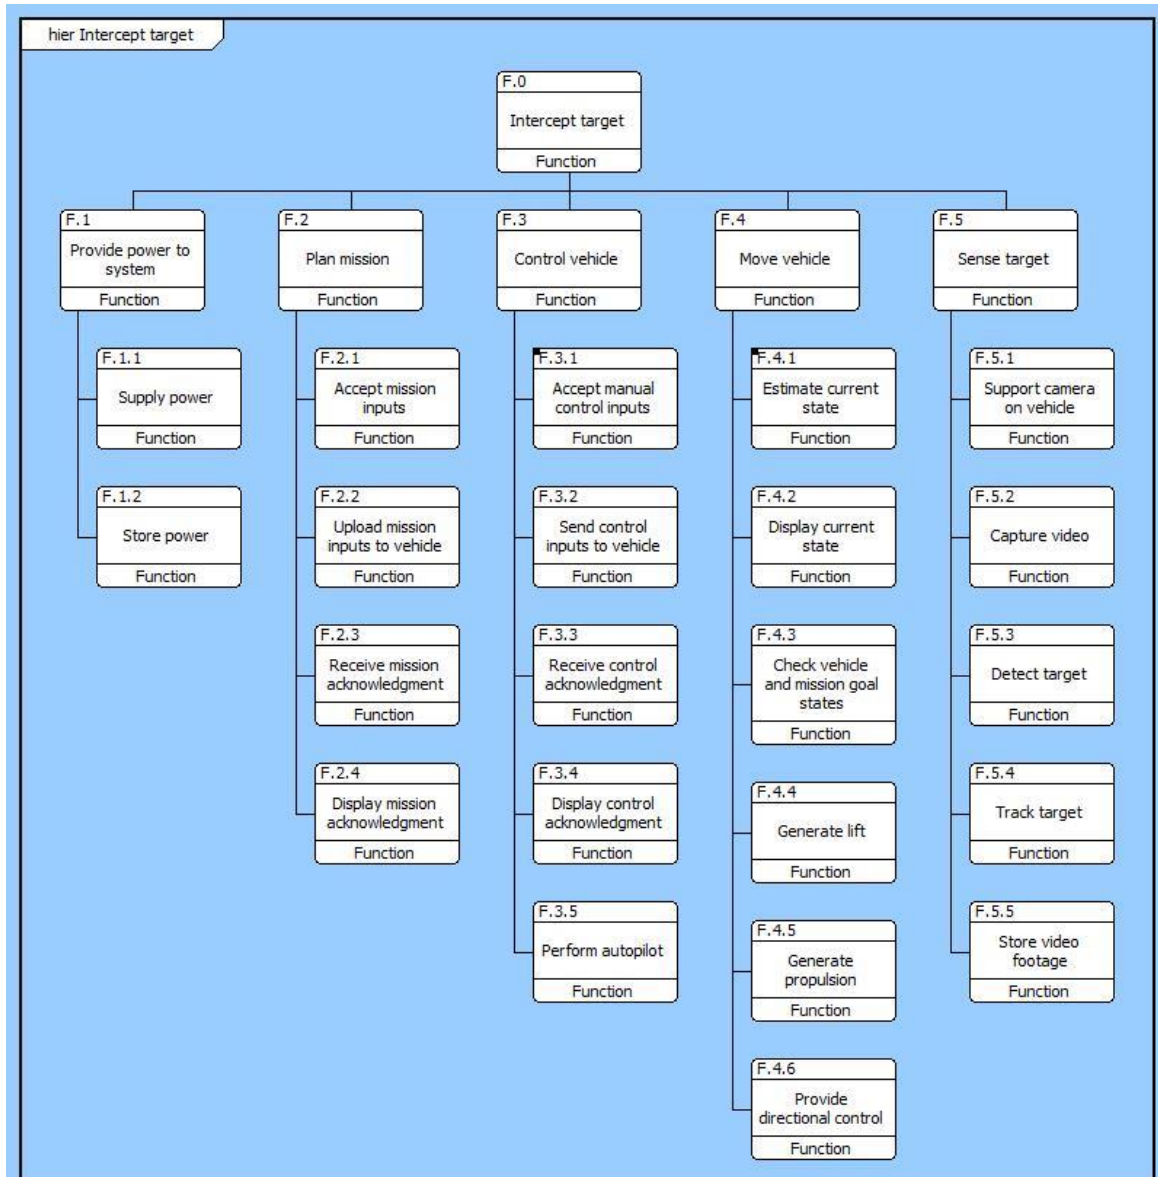 hier Intercept target
F.0
Intercept target
Function
F.1
Provide power to
system
Function
F.2
Plan mission
Function
F.3
Control vehicle
Function
F.4
Move vehicle
Function
F.5
Sense target
Function
F.1.1
Supply power
Function
F.1.2
Store power
Function
F.2.1
Accept mission
inputs
Function
F.2.2
Upload mission
inputs to vehicle
Function
F.2.3
Receive mission
acknowledgment
Function
F.2.4
Display mission
acknowledgment
Function
F.3.1
Accept manual
control inputs
Function
F.3.2
Send control
inputs to vehicle
Function
F.3.3
Receive control
acknowledgment
Function
F.3.4
Display control
acknowledgment
Function
F.3.5
Perform autopilot
Function
F.4.1
Estimate current
state
Function
F.4.2
Display current
state
Function
F.4.3
Check vehicle
and mission goal
states
Function
F.4.4
Generate lift
Function
F.4.5
Generate
propulsion
Function
F.4.6
Provide
directional control
Function
F.5.1
Support camera
on vehicle
Function
F.5.2
Capture video
Function
F.5.3
Detect target
Function
F.5.4
Track target
Function
F.5.5
Store video
footage
Function